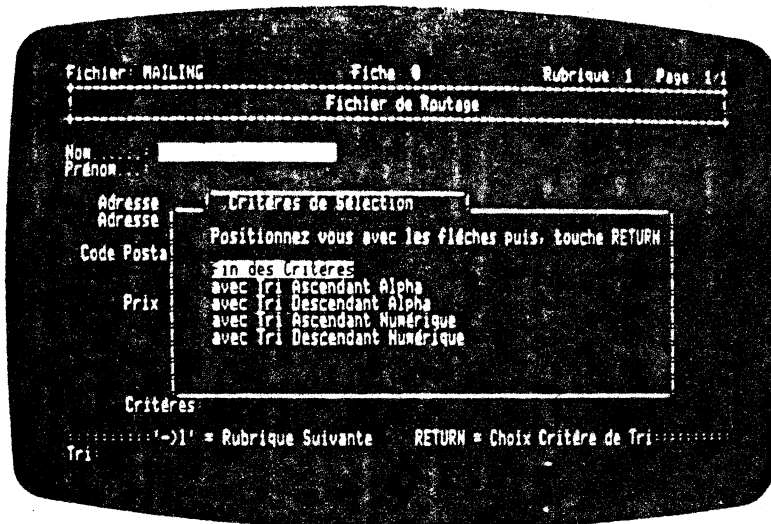 Fichier: MAILING Fiche 0 Rubrique 1 Page 1/1
Fichier de Routage
Nom......:
Prénom...:
Adresse
Adresse
Critères de Sélection
Positionnez vous avec les flèches puis, touche RETURN
Code Posta
Fin des Critères
avec Tri Ascendant Alpha
Prix
avec Tri Descendant Alpha
avec Tri Ascendant Numérique
avec Tri Descendant Numérique
Critères
'->1' = Rubrique Suivante RETURN = Choix Critère de Tri
Tri